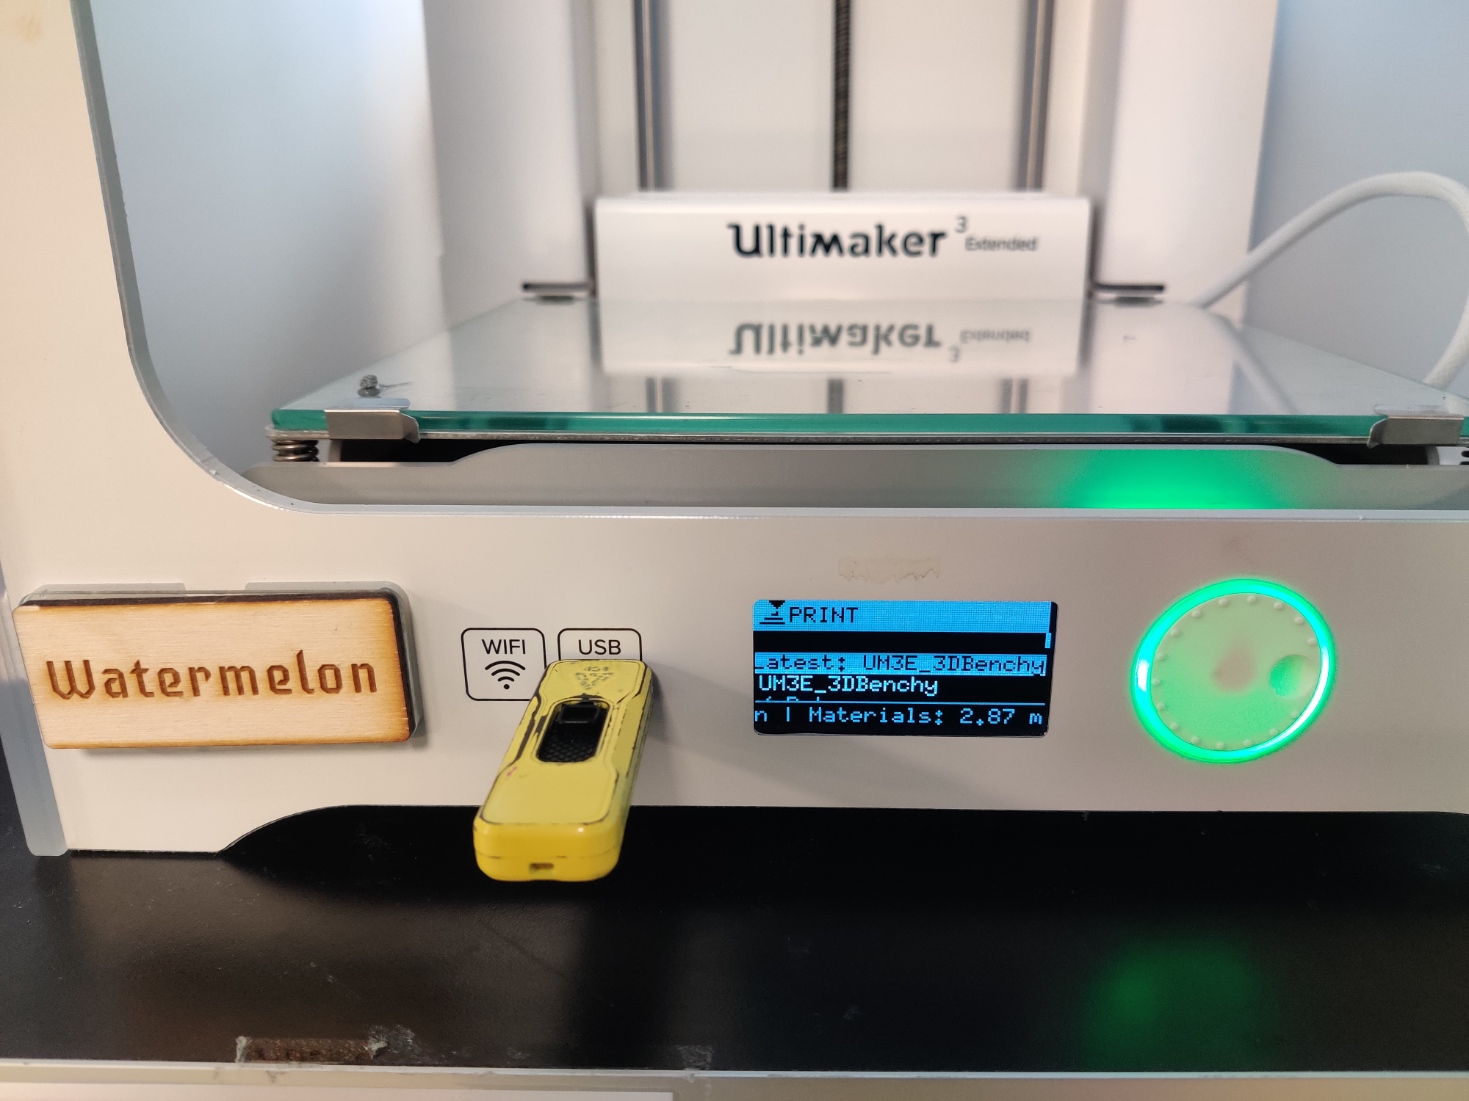 Ultimaker 3 Extended
Watermelon
WIFI
USB
PRINT
Latest: UM3E_3DBenchy
UM3E_3DBenchy
n | Materials: 2.87 m